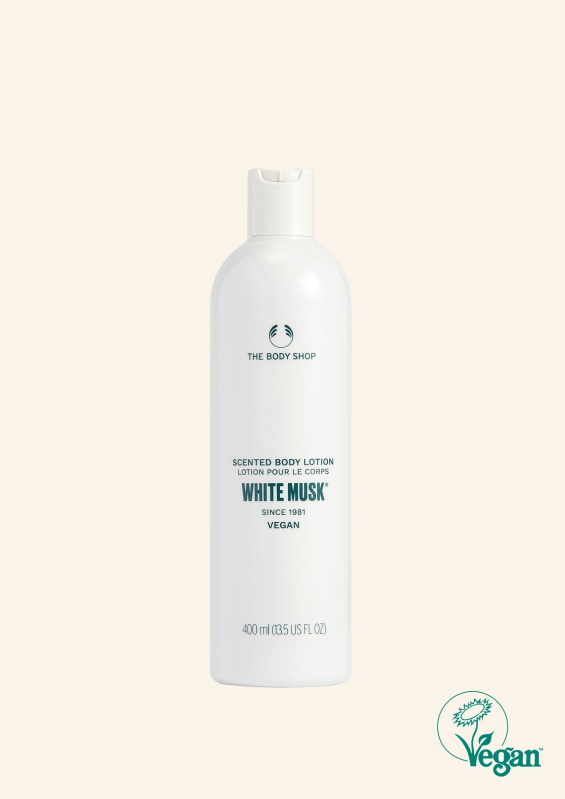 THE BODY SHOP
SCENTED BODY LOTION
LOTION POUR LE CORPS
WHITE MUSK®
SINCE 1981
VEGAN
400 ml (13.5 US FL OZ)
Vegan™